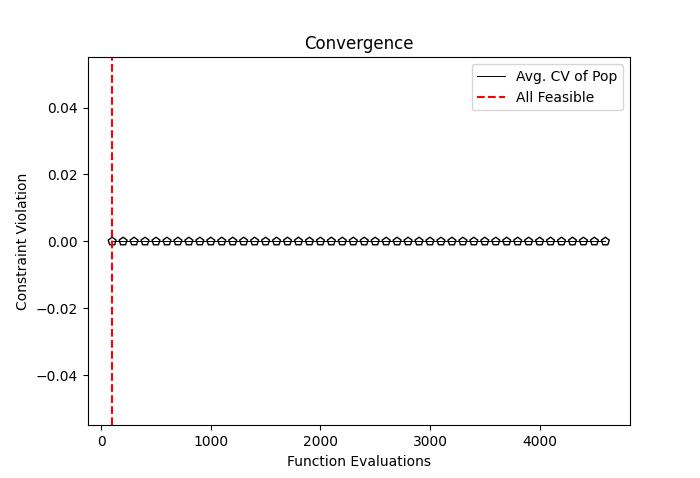 Convergence
Avg. CV of Pop
All Feasible
0.04
0.02
0.00
−0.02
−0.04
Constraint Violation
0
1000
2000
3000
4000
Function Evaluations